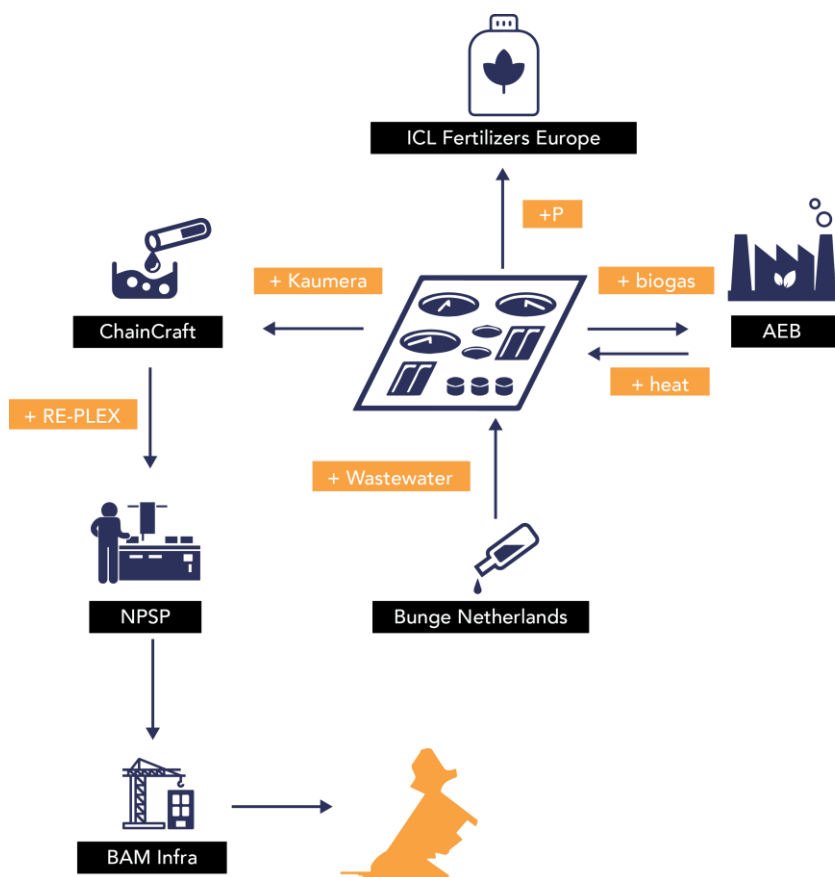 ICL Fertilizers Europe
+P
+ Kaumera
+ biogas
ChainCraft
AEB
+ heat
+ RE-PLEX
+ Wastewater
NPSP
Bunge Netherlands
BAM Infra